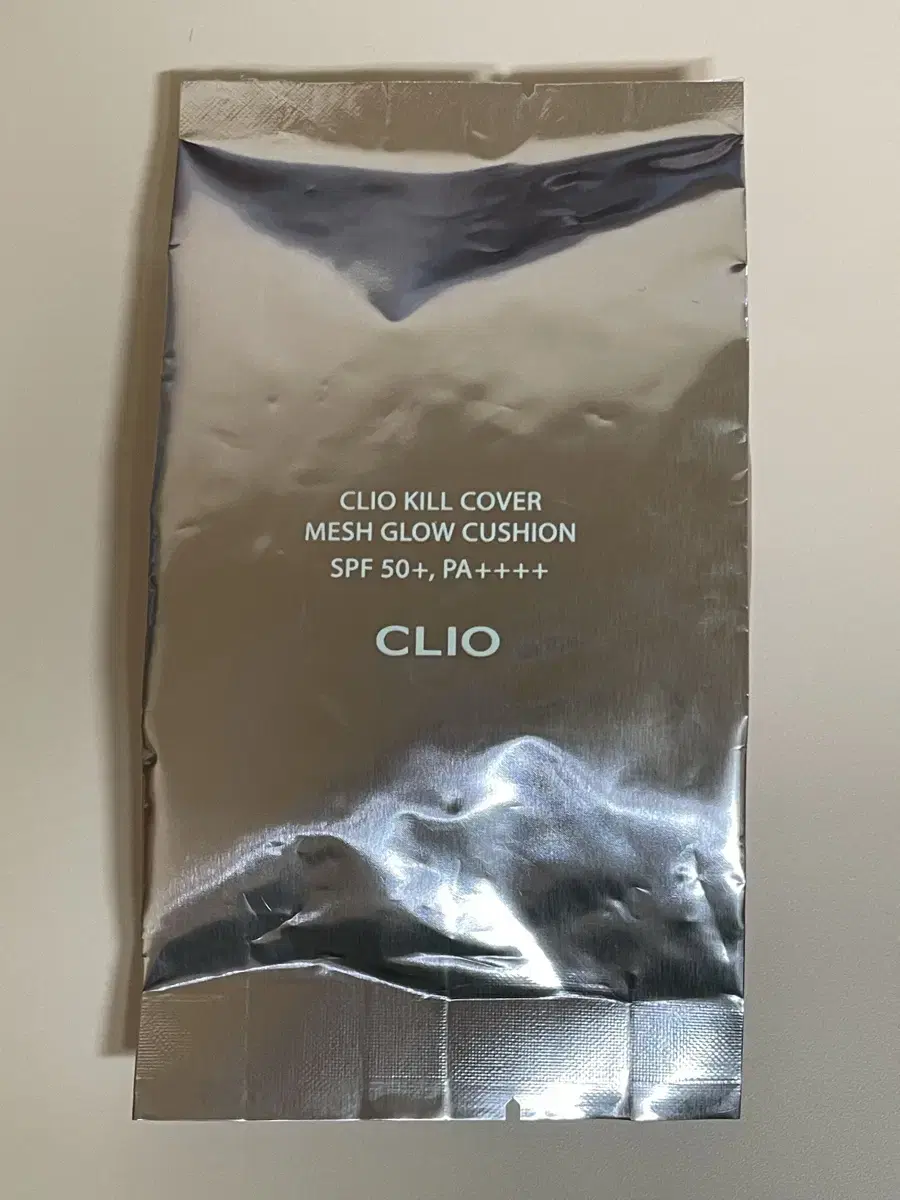 CLIO KILL COVER
MESH GLOW CUSHION
SPF 50+, PA++++
CLIO